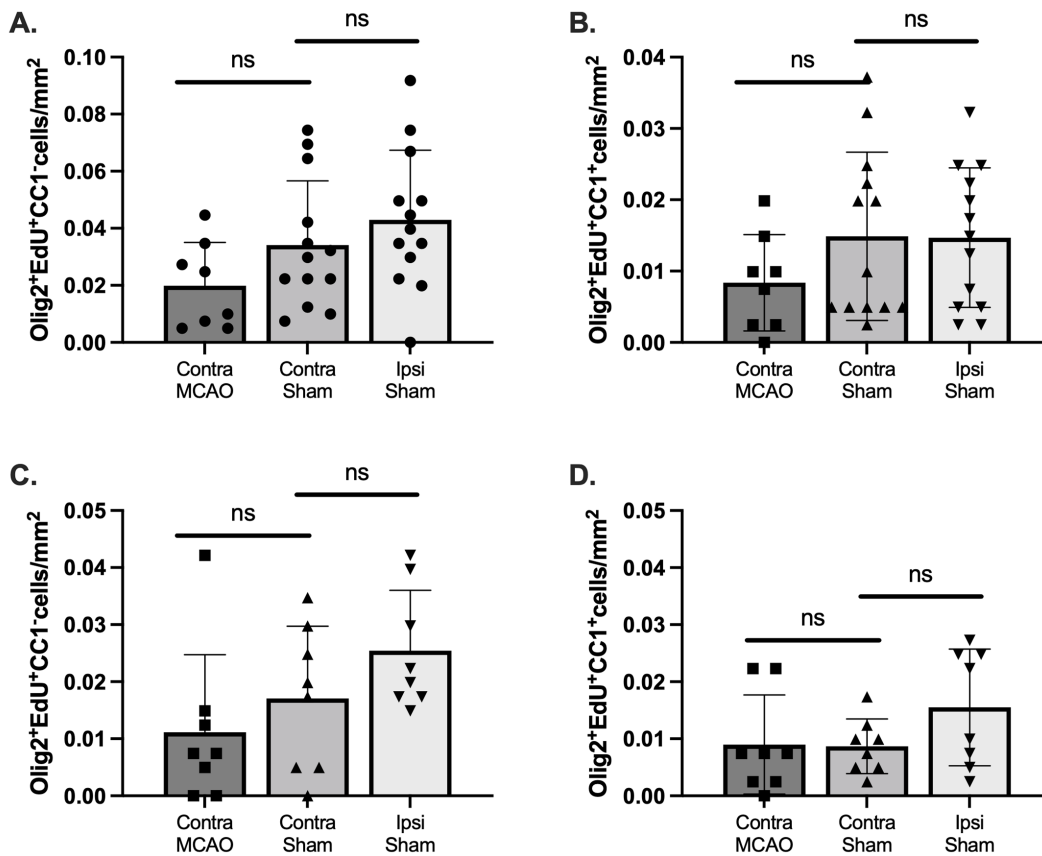 A.
ns
ns
Olig2⁺EdU⁺CC1⁻cells/mm²
0.10
0.08
0.06
0.04
0.02
0.00
Contra
MCAO
Contra
Sham
Ipsi
Sham
B.
ns
ns
Olig2⁺EdU⁺CC1⁺cells/mm²
0.04
0.03
0.02
0.01
0.00
Contra
MCAO
Contra
Sham
Ipsi
Sham
C.
ns
ns
Olig2⁺EdU⁺CC1⁻cells/mm²
0.05
0.04
0.03
0.02
0.01
0.00
Contra
MCAO
Contra
Sham
Ipsi
Sham
D.
ns
ns
Olig2⁺EdU⁺CC1⁺cells/mm²
0.05
0.04
0.03
0.02
0.01
0.00
Contra
MCAO
Contra
Sham
Ipsi
Sham